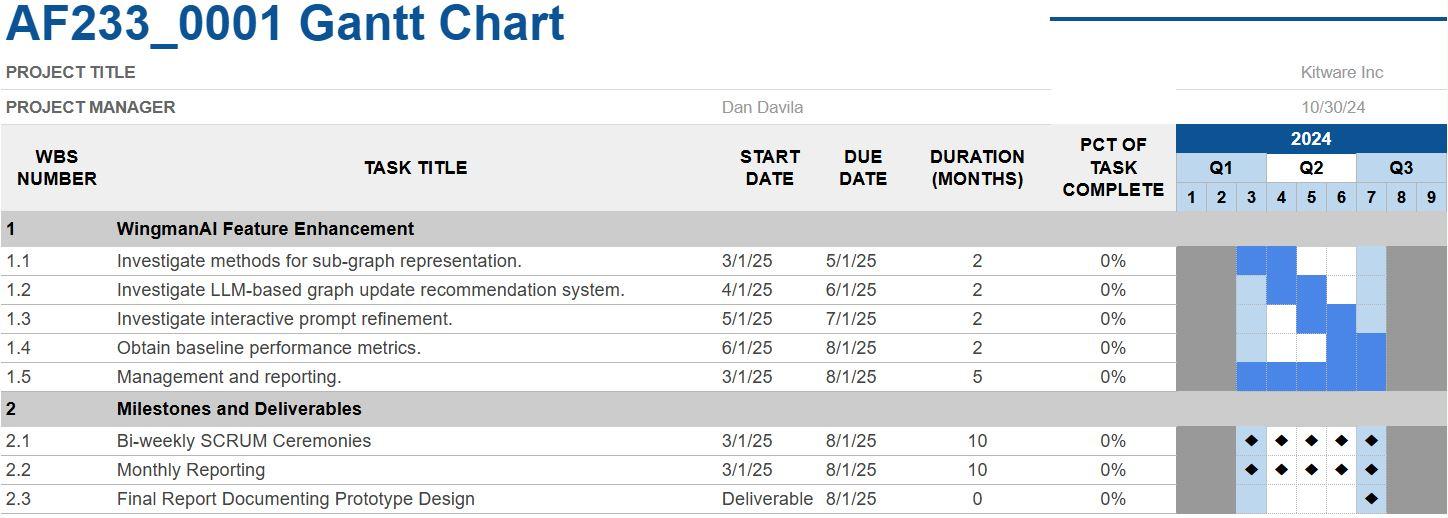 AF233_0001 Gantt Chart
PROJECT TITLE Kitware Inc
PROJECT MANAGER Dan Davila 10/30/24
WBS NUMBER TASK TITLE START DATE DUE DATE DURATION (MONTHS) PCT OF TASK COMPLETE 2024
Q1 Q2 Q3
1 2 3 4 5 6 7 8 9
1 WingmanAI Feature Enhancement
1.1 Investigate methods for sub-graph representation. 3/1/25 5/1/25 2 0%
1.2 Investigate LLM-based graph update recommendation system. 4/1/25 6/1/25 2 0%
1.3 Investigate interactive prompt refinement. 5/1/25 7/1/25 2 0%
1.4 Obtain baseline performance metrics. 6/1/25 8/1/25 2 0%
1.5 Management and reporting. 3/1/25 8/1/25 5 0%
2 Milestones and Deliverables
2.1 Bi-weekly SCRUM Ceremonies 3/1/25 8/1/25 10 0%
2.2 Monthly Reporting 3/1/25 8/1/25 10 0%
2.3 Final Report Documenting Prototype Design Deliverable 8/1/25 0 0%